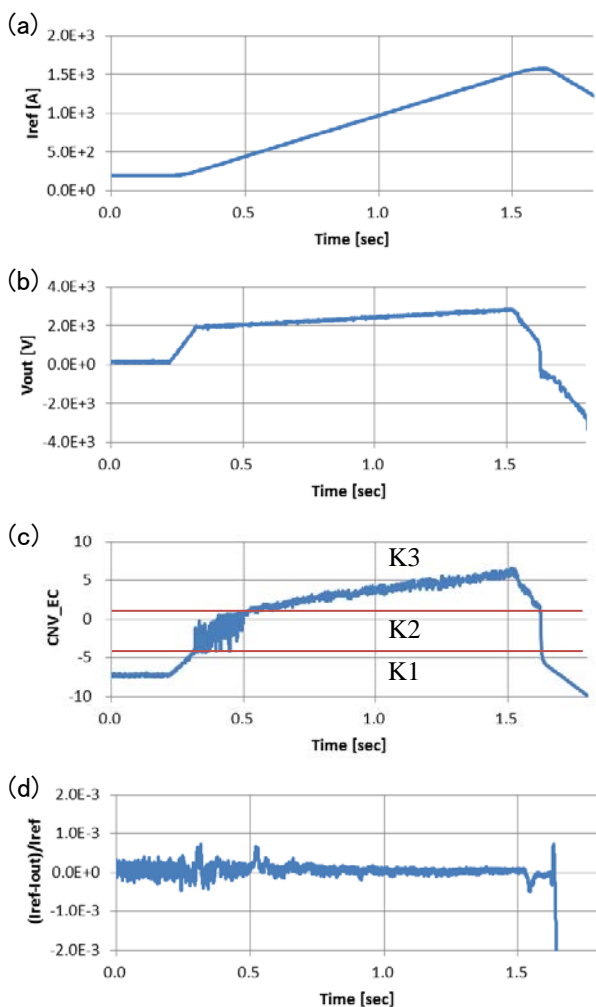 (a)
2.0E+3
1.5E+3
1.0E+3
5.0E+2
0.0E+0
Iref [A]
0.0 0.5 1.0 1.5
Time [sec]
(b)
4.0E+3
2.0E+3
0.0E+0
-2.0E+3
-4.0E+3
Vout [V]
0.0 0.5 1.0 1.5
Time [sec]
(c)
10
5
0
-5
-10
CNV_EC
K3
K2
K1
0.0 0.5 1.0 1.5
Time [sec]
(d)
2.0E-3
1.0E-3
0.0E+0
-1.0E-3
-2.0E-3
(Iref-Iout)/Iref
0.0 0.5 1.0 1.5
Time [sec]